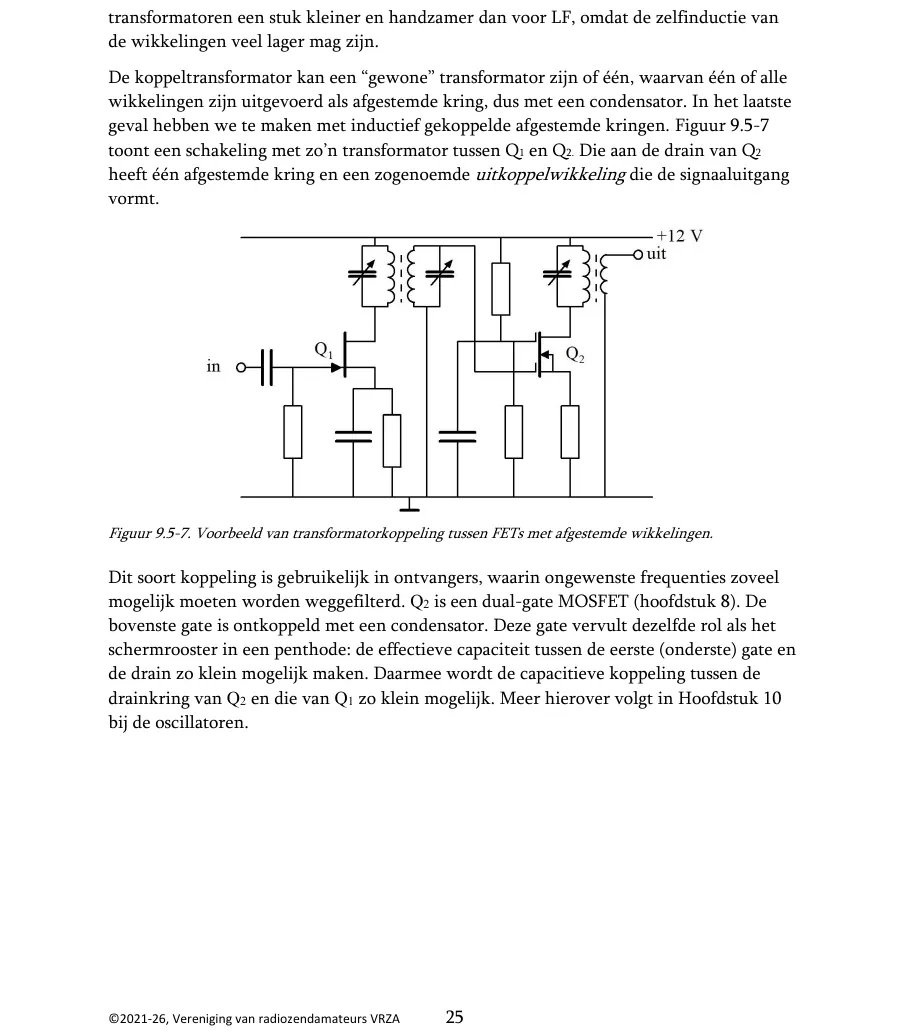 transformatoren een stuk kleiner en handzamer dan voor LF, omdat de zelfinductie van
de wikkelingen veel lager mag zijn.
De koppeltransformator kan een “gewone” transformator zijn of één, waarvan één of alle
wikkelingen zijn uitgevoerd als afgestemde kring, dus met een condensator. In het laatste
geval hebben we te maken met inductief gekoppelde afgestemde kringen. Figuur 9.5-7
toont een schakeling met zo’n transformator tussen Q1 en Q2. Die aan de drain van Q2
heeft één afgestemde kring en een zogenoemde uitkoppelwikkeling die de signaaluitgang
vormt.
+12 V
uit
Q1
Q2
in
Figuur 9.5-7. Voorbeeld van transformatorkoppeling tussen FETs met afgestemde wikkelingen.
Dit soort koppeling is gebruikelijk in ontvangers, waarin ongewenste frequenties zoveel
mogelijk moeten worden weggefilterd. Q2 is een dual-gate MOSFET (hoofdstuk 8). De
bovenste gate is ontkoppeld met een condensator. Deze gate vervult dezelfde rol als het
schermrooster in een penthode: de effectieve capaciteit tussen de eerste (onderste) gate en
de drain zo klein mogelijk maken. Daarmee wordt de capacitieve koppeling tussen de
drainkring van Q2 en die van Q1 zo klein mogelijk. Meer hierover volgt in Hoofdstuk 10
bij de oscillatoren.
©2021-26, Vereniging van radiozendamateurs VRZA 25